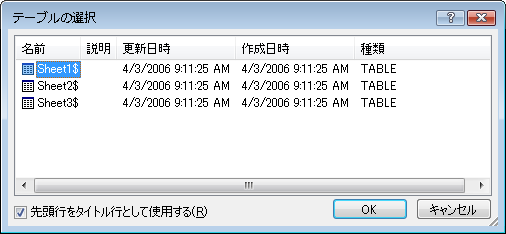 テーブルの選択
名前 説明 更新日時 作成日時 種類
Sheet1$ 4/3/2006 9:11:25 AM 4/3/2006 9:11:25 AM TABLE
Sheet2$ 4/3/2006 9:11:25 AM 4/3/2006 9:11:25 AM TABLE
Sheet3$ 4/3/2006 9:11:25 AM 4/3/2006 9:11:25 AM TABLE
先頭行をタイトル行として使用する(R) OK キャンセル